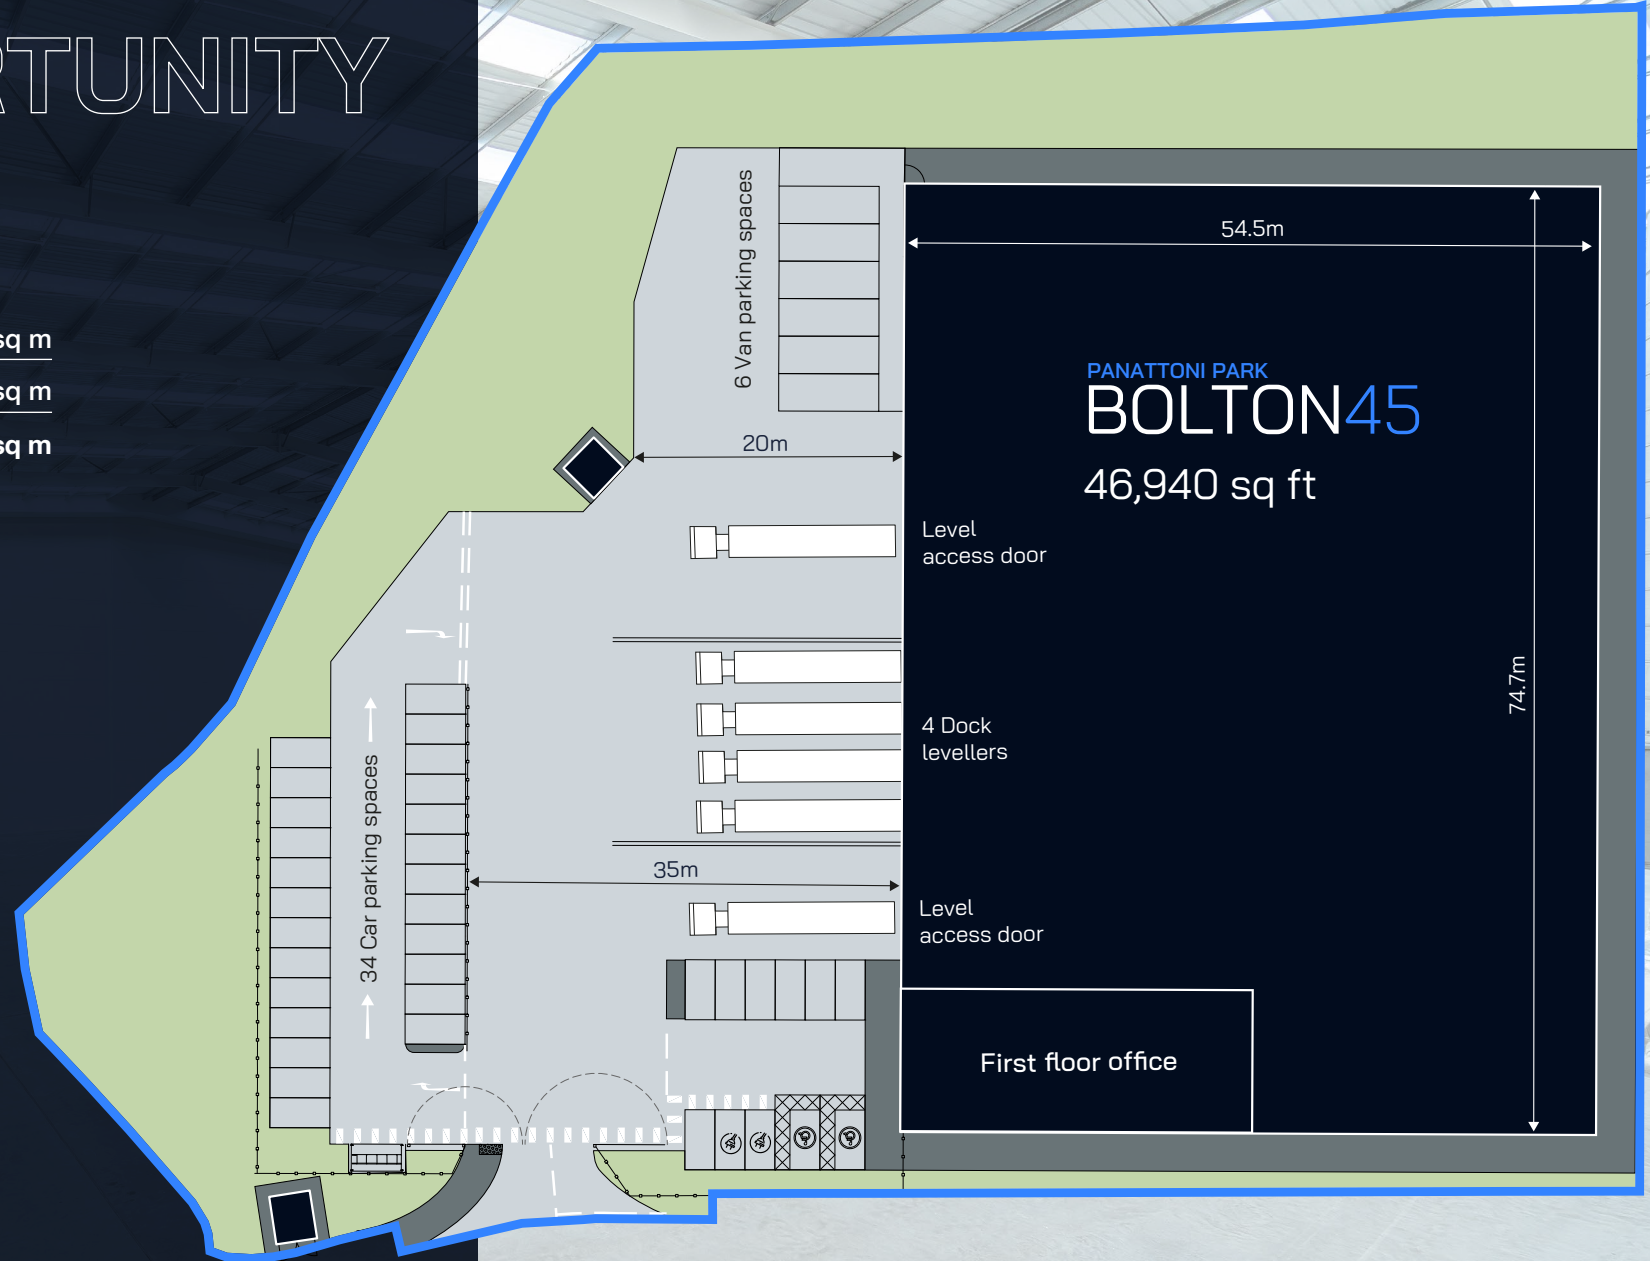 sq m
sq m
sq m
6 Van parking spaces
54.5m
PANATTONI PARK
BOLTON45
46,940 sq ft
20m
Level
access door
74.7m
4 Dock
levellers
34 Car parking spaces
35m
Level
access door
First floor office